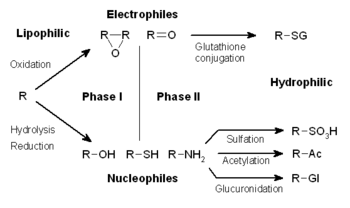 Electrophiles
Lipophilic
R R
O
R=O
R-SG
Glutathione
conjugation
Oxidation
Hydrophilic
R
Phase I
Phase II
Hydrolysis
Reduction
R-SO3H
Sulfation
R-OH R-SH R-NH2
Acetylation
R-Ac
Nucleophiles
Glucuronidation
R-Gl